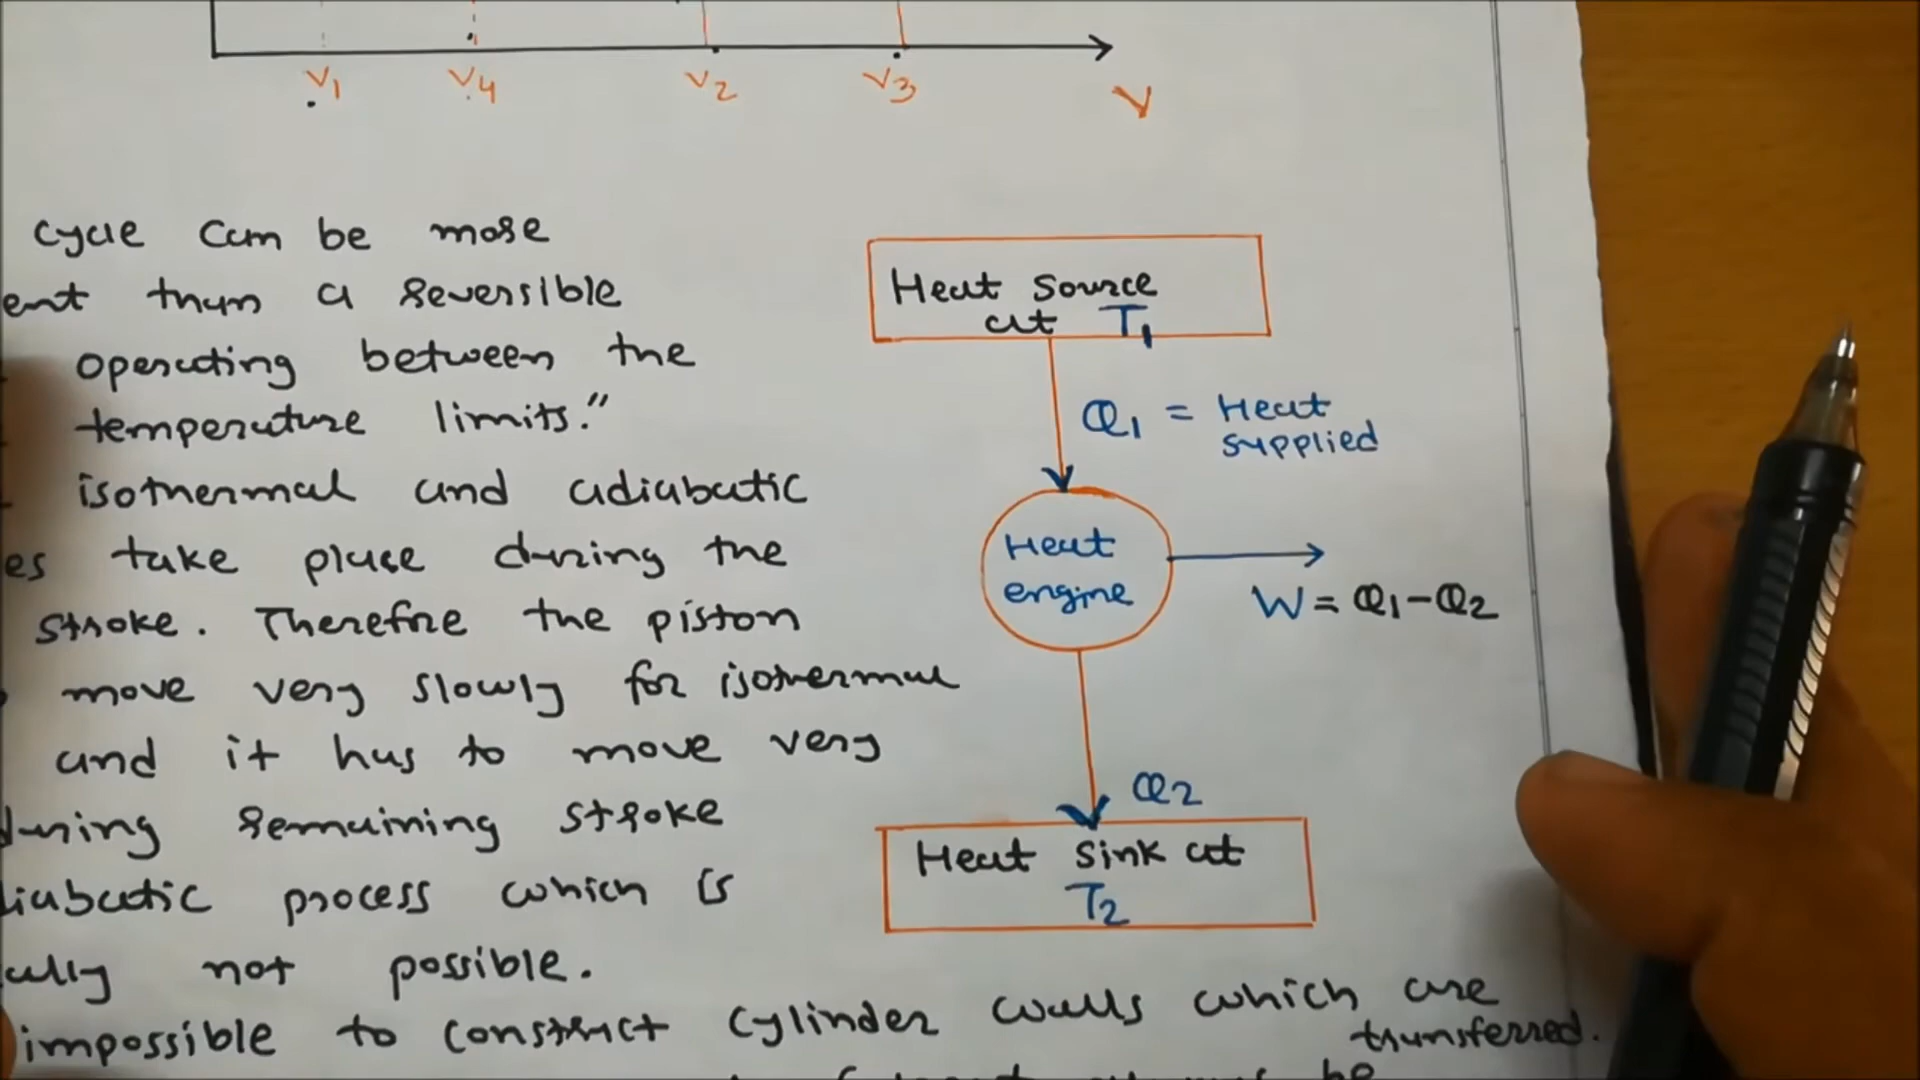 V1 V4 V2 V3 V
cycle can be more
ent than a reversible
operating between the
temperature limits."
isothermal and adiabatic
es take place during the
stroke. Therefore the piston
move very slowly for isothermal
and it has to move very
during remaining stroke
diabatic process which is
ally not possible.
impossible to construct cylinder walls which are
transferred.
be
Heat source
at T1
Q1 = Heat
supplied
Heat
engine
W = Q1-Q2
Q2
Heat sink at
T2